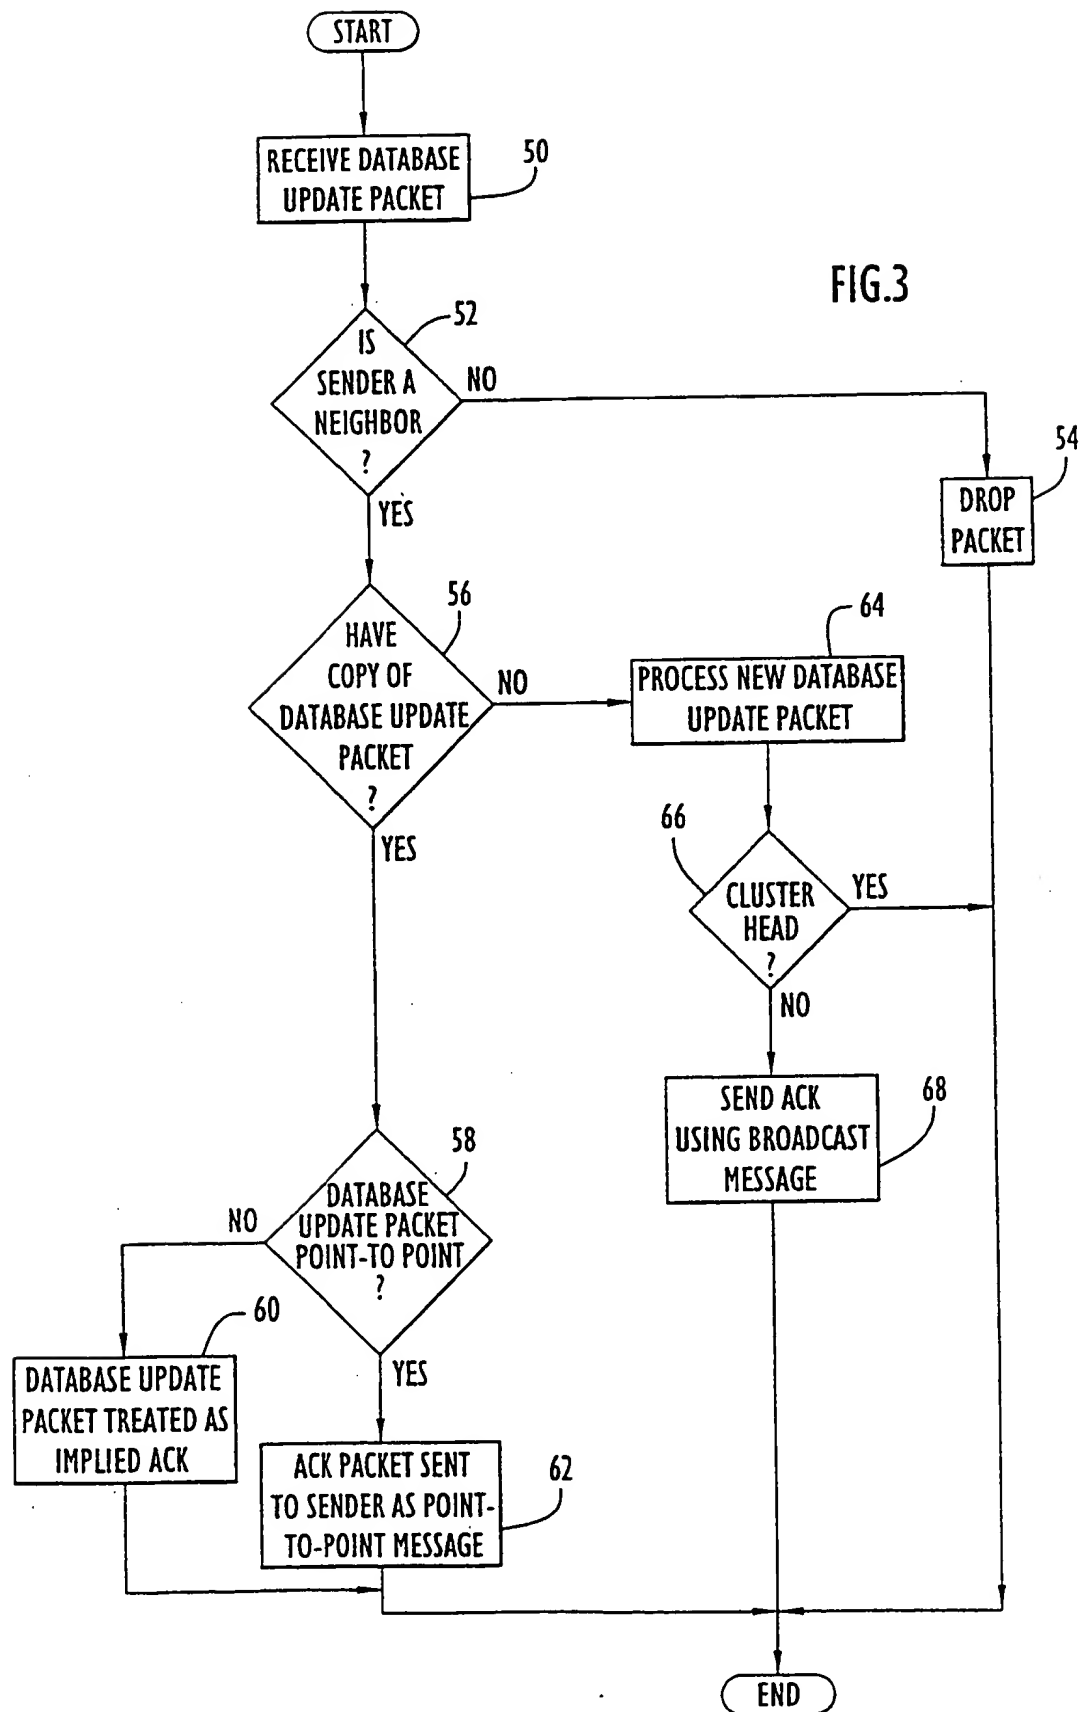 START
RECEIVE DATABASE
UPDATE PACKET
50
FIG.3
52
IS
SENDER A
NEIGHBOR
?
NO
YES
54
DROP
PACKET
56
HAVE
COPY OF
DATABASE UPDATE
PACKET
?
NO
YES
64
PROCESS NEW DATABASE
UPDATE PACKET
66
CLUSTER
HEAD
?
YES
NO
SEND ACK
USING BROADCAST
MESSAGE
68
58
DATABASE
UPDATE PACKET
POINT-TO POINT
?
NO
YES
60
DATABASE UPDATE
PACKET TREATED AS
IMPLIED ACK
ACK PACKET SENT
TO SENDER AS POINT-
TO-POINT MESSAGE
62
END